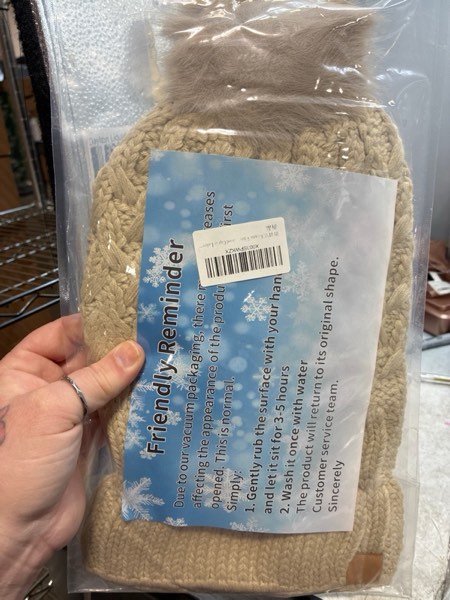 Friendly Reminder
Due to our vacuum packaging, there eases
affecting the appearance of the produ irst
opened. This is normal.
Simply:
1. Gently rub the surface with your han
and let it sit for 3-5 hours
2. Wash it once with water
The product will return to its original shape.
Customer service team.
Sincerely